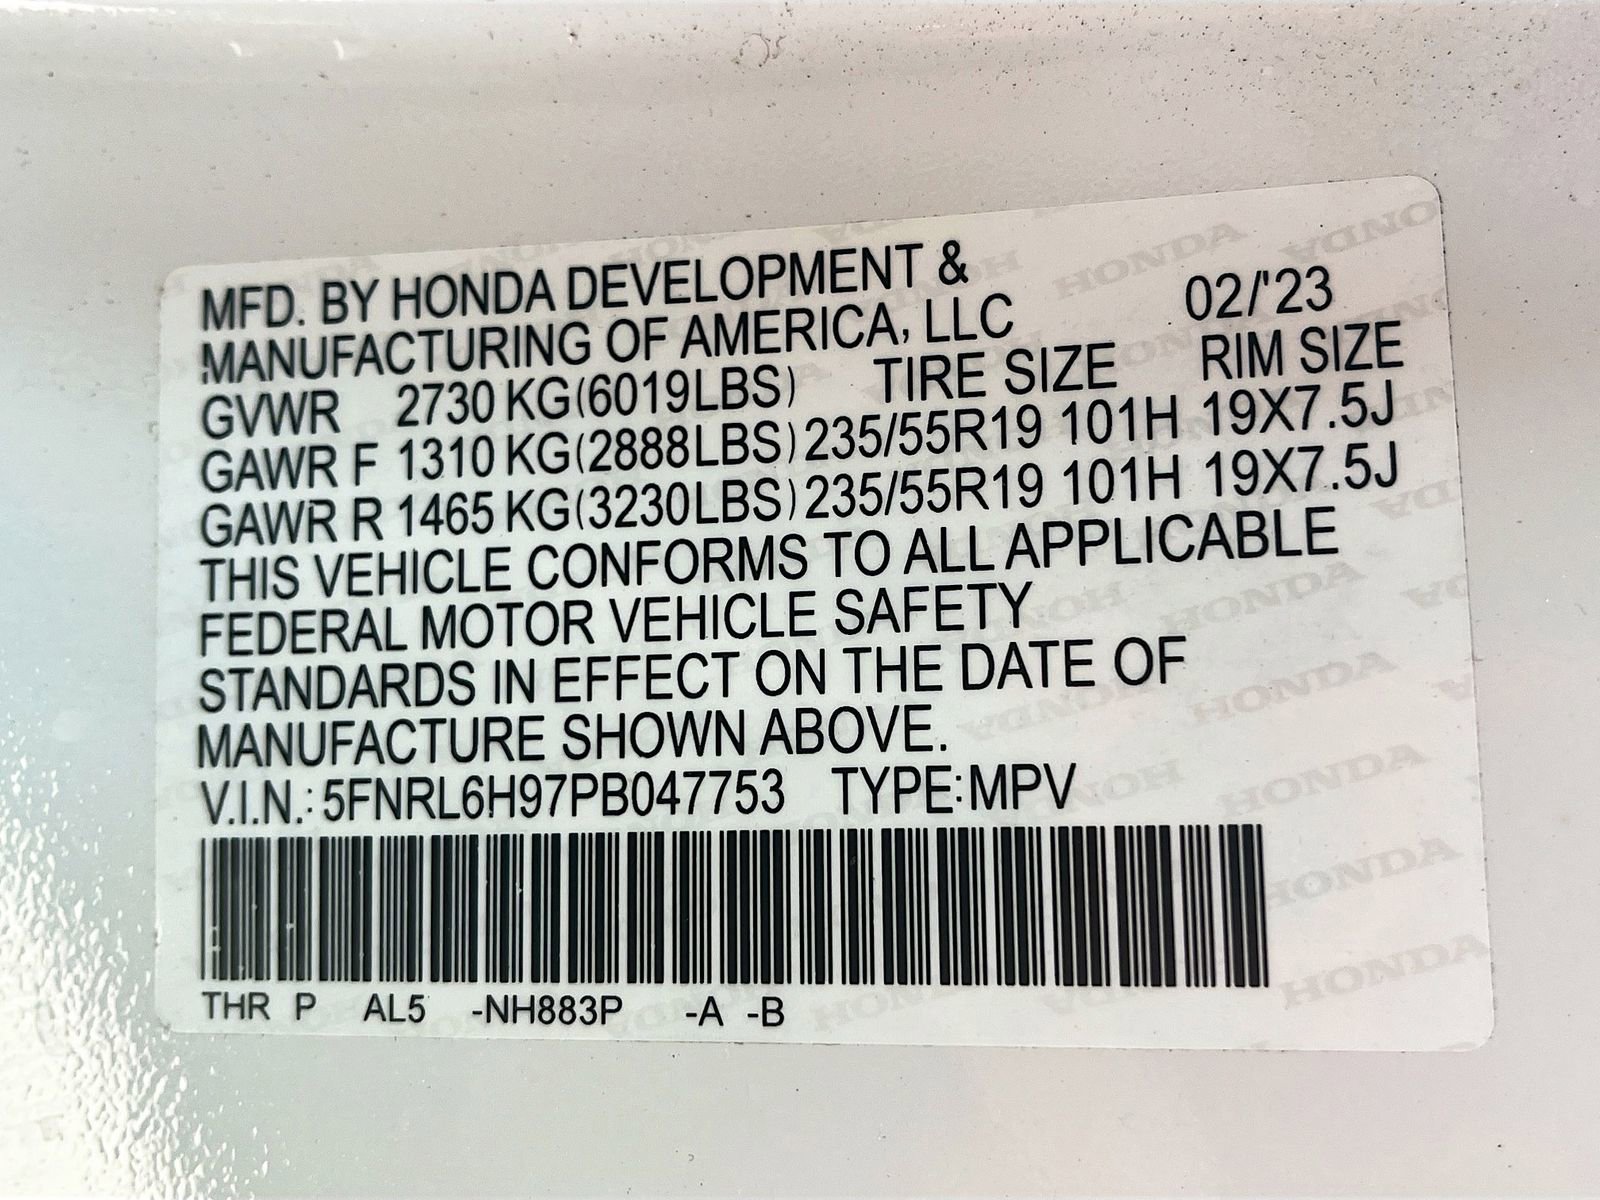 MFD. BY HONDA DEVELOPMENT &
MANUFACTURING OF AMERICA, LLC 02/'23
GVWR 2730 KG(6019LBS) TIRE SIZE RIM SIZE
GAWR F 1310 KG(2888LBS) 235/55R19 101H 19X7.5J
GAWR R 1465 KG(3230LBS) 235/55R19 101H 19X7.5J
THIS VEHICLE CONFORMS TO ALL APPLICABLE
FEDERAL MOTOR VEHICLE SAFETY
STANDARDS IN EFFECT ON THE DATE OF
MANUFACTURE SHOWN ABOVE.
V.I.N.: 5FNRL6H97PB047753 TYPE:MPV
THR P AL5 -NH883P -A -B